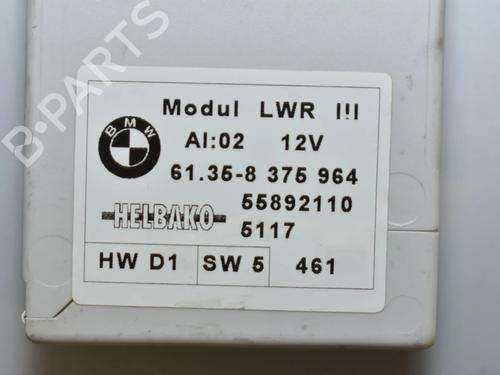 B-PARTS
Modul LWR I!I
BMW
AI:02 12V
61.35-8 375 964
55892110
HELBAKO
5117
HW D1 SW 5 461